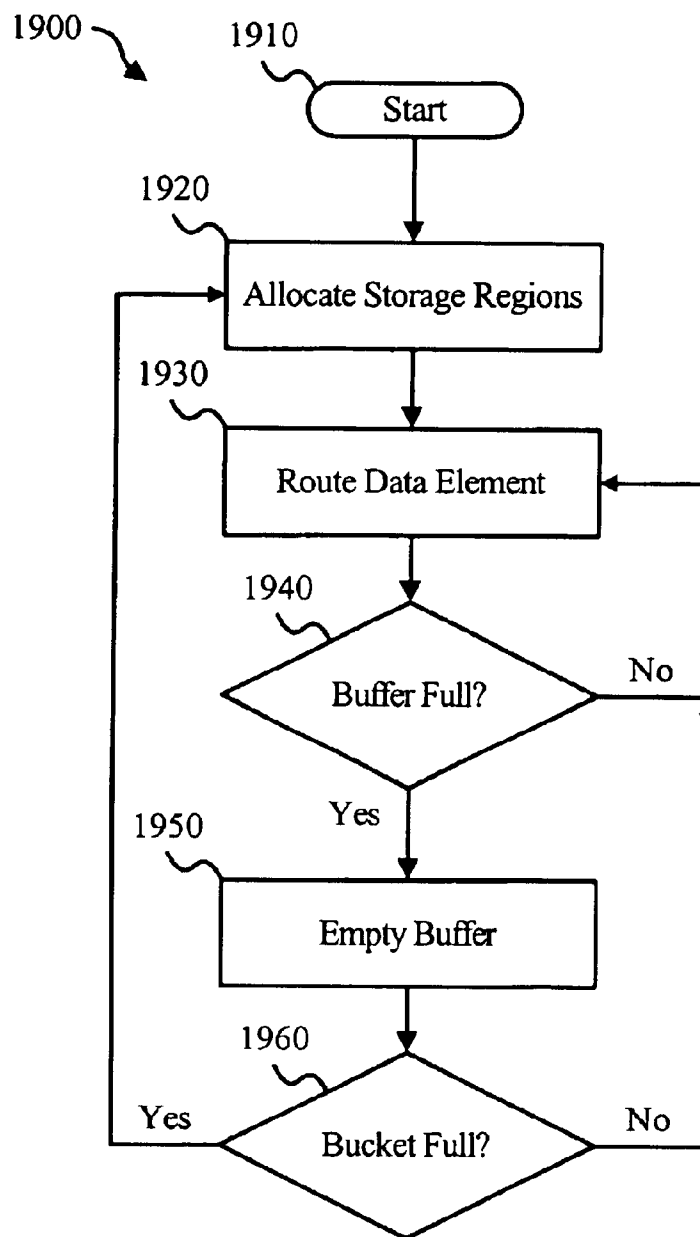 1900
1910
Start
1920
Allocate Storage Regions
1930
Route Data Element
1940
Buffer Full?
No
Yes
1950
Empty Buffer
1960
Yes
Bucket Full?
No